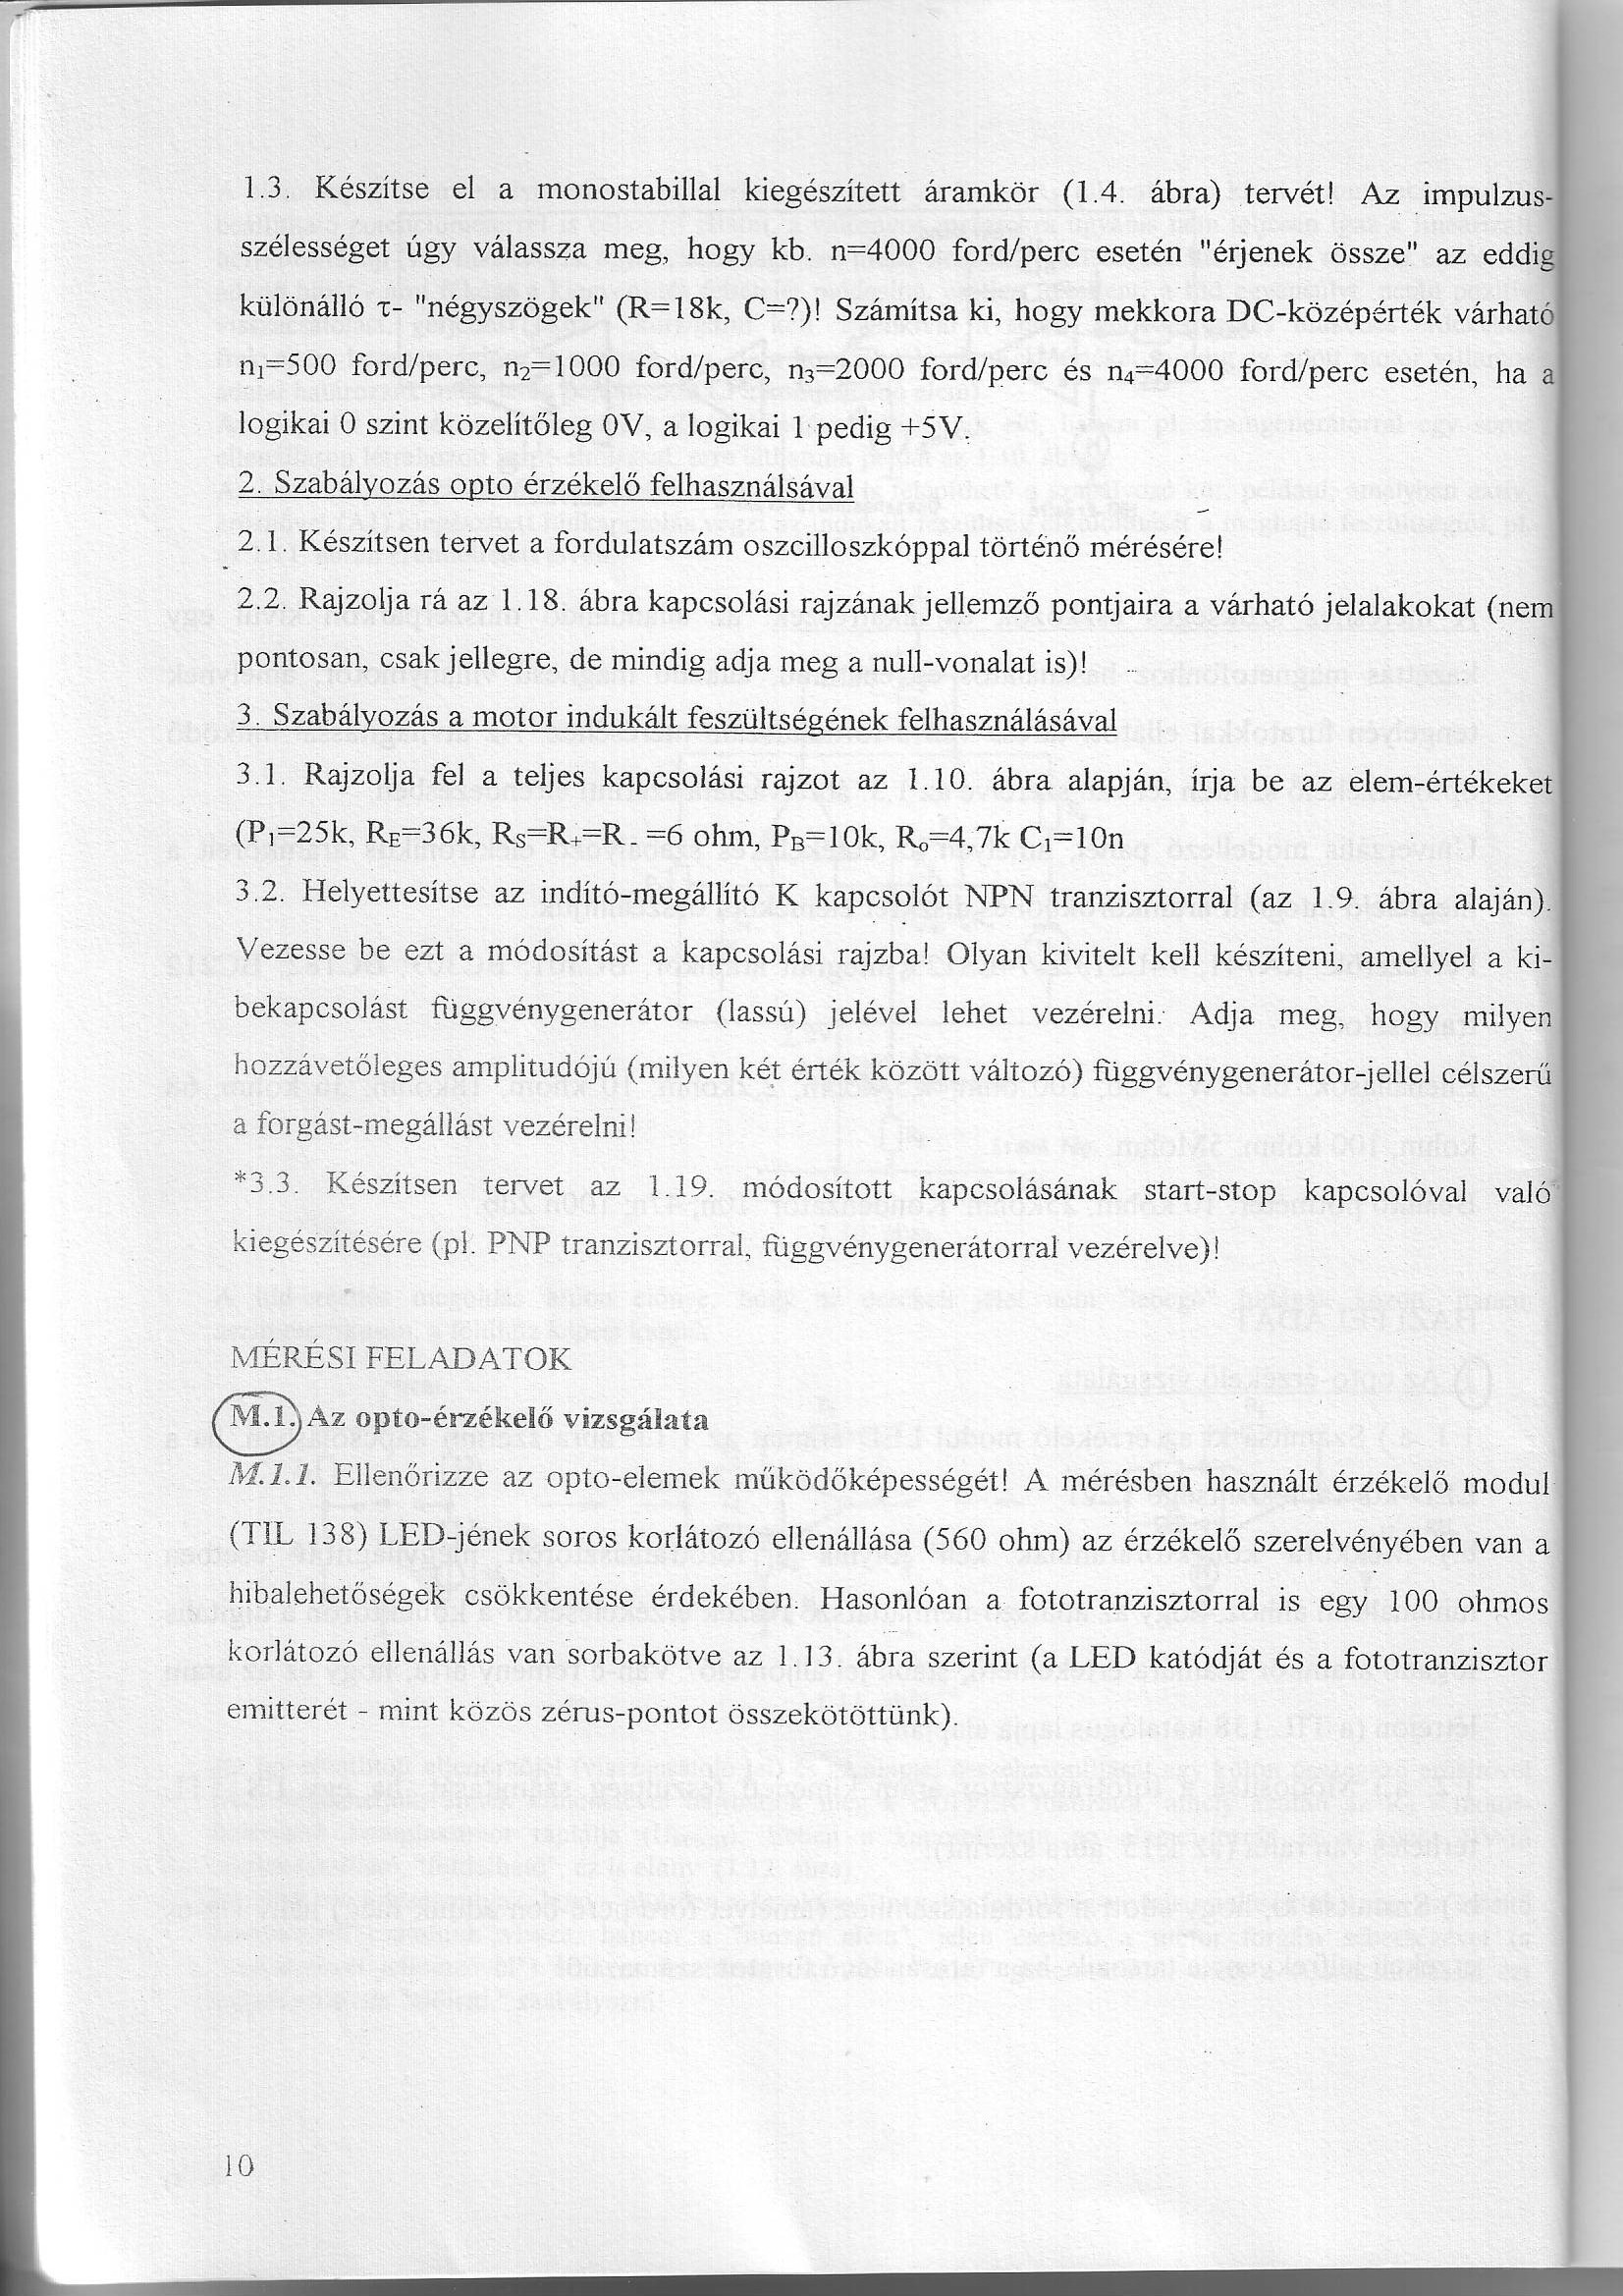 1.3. Készítse el a monostabillal kiegészített áramkör (1.4. ábra) tervét! Az impulzus-
szélességet úgy válassza meg, hogy kb. n=4000 ford/perc esetén "érjenek össze" az eddig
különálló τ- "négyszögek" (R=18k, C=?)! Számítsa ki, hogy mekkora DC-középérték várható
n₁=500 ford/perc, n₂=1000 ford/perc, n₃=2000 ford/perc és n₄=4000 ford/perc esetén, ha a
logikai 0 szint közelítőleg 0V, a logikai 1 pedig +5V.
2. Szabályozás opto érzékelő felhasználsával
2.1. Készítsen tervet a fordulatszám oszcilloszkóppal történő mérésére!
2.2. Rajzolja rá az 1.18. ábra kapcsolási rajzának jellemző pontjaira a várható jelalakokat (nem
pontosan, csak jellegre, de mindig adja meg a null-vonalat is)!
3. Szabályozás a motor indukált feszültségének felhasználásával
3.1. Rajzolja fel a teljes kapcsolási rajzot az 1.10. ábra alapján, írja be az elem-értékeket
(P₁=25k, R_E=36k, R_S=R₊=R₋ =6 ohm, P_B=10k, Rₒ=4,7k C₁=10n
3.2. Helyettesítse az indító-megállító K kapcsolót NPN tranzisztorral (az 1.9. ábra alaján).
Vezesse be ezt a módosítást a kapcsolási rajzba! Olyan kivitelt kell készíteni, amellyel a ki-
bekapcsolást függvénygenerátor (lassú) jelével lehet vezérelni. Adja meg, hogy milyen
hozzávetőleges amplitudójú (milyen két érték között változó) függvénygenerátor-jellel célszerű
a forgást-megállást vezérelni!
*3.3. Készítsen tervet az 1.19. módosított kapcsolásának start-stop kapcsolóval való
kiegészítésére (pl. PNP tranzisztorral, függvénygenerátorral vezérelve)!
MÉRÉSI FELADATOK
M.1. Az opto-érzékelő vizsgálata
M.1.1. Ellenőrizze az opto-elemek működőképességét! A mérésben használt érzékelő modul
(TIL 138) LED-jének soros korlátozó ellenállása (560 ohm) az érzékelő szerelvényében van a
hibalehetőségek csökkentése érdekében. Hasonlóan a fototranzisztorral is egy 100 ohmos
korlátozó ellenállás van sorbakötve az 1.13. ábra szerint (a LED katódját és a fototranzisztor
emitterét - mint közös zérus-pontot összekötöttünk).
10